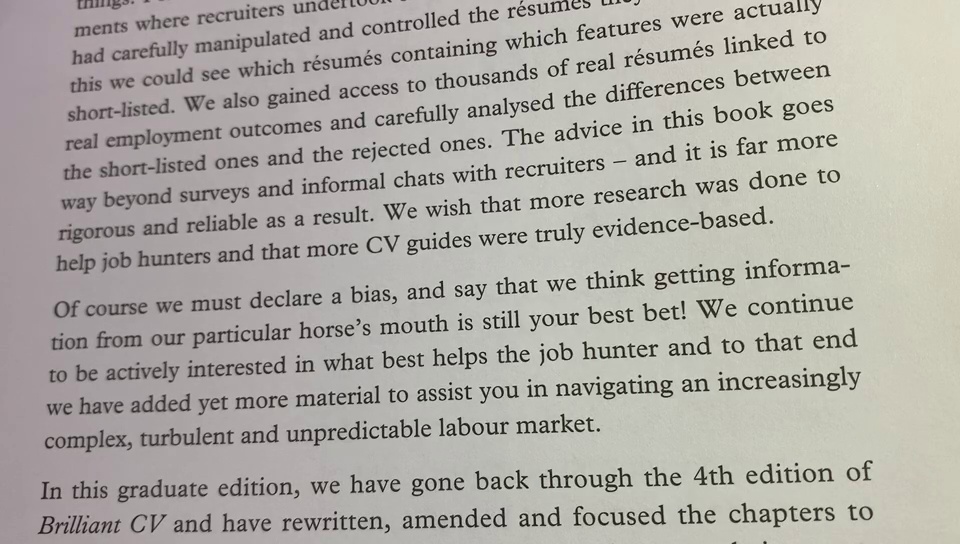 things.
ments where recruiters undertook
had carefully manipulated and controlled the résumés they
this we could see which résumés containing which features were actually
short-listed. We also gained access to thousands of real résumés linked to
real employment outcomes and carefully analysed the differences between
the short-listed ones and the rejected ones. The advice in this book goes
way beyond surveys and informal chats with recruiters – and it is far more
rigorous and reliable as a result. We wish that more research was done to
help job hunters and that more CV guides were truly evidence-based.
Of course we must declare a bias, and say that we think getting informa-
tion from our particular horse's mouth is still your best bet! We continue
to be actively interested in what best helps the job hunter and to that end
we have added yet more material to assist you in navigating an increasingly
complex, turbulent and unpredictable labour market.
In this graduate edition, we have gone back through the 4th edition of
Brilliant CV and have rewritten, amended and focused the chapters to